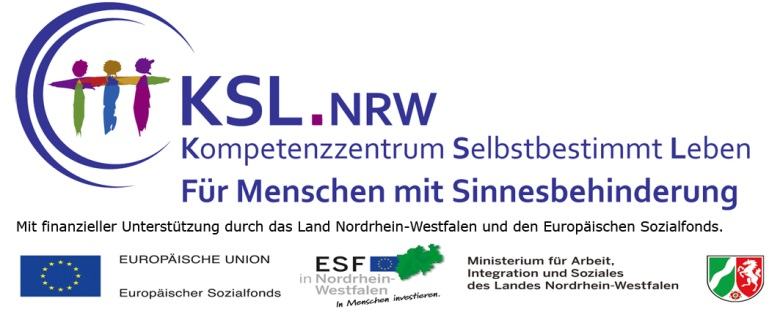 KSL.NRW
Kompetenzzentrum Selbstbestimmt Leben
Für Menschen mit Sinnesbehinderung
Mit finanzieller Unterstützung durch das Land Nordrhein-Westfalen und den Europäischen Sozialfonds.
EUROPÄISCHE UNION
Europäischer Sozialfonds
ESF
in Nordrhein-
Westfalen
In Menschen investieren.
Ministerium für Arbeit,
Integration und Soziales
des Landes Nordrhein-Westfalen